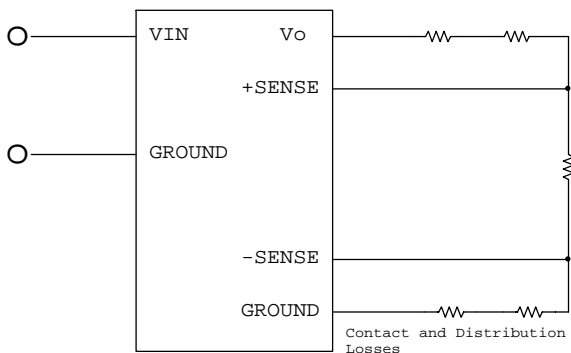 VIN Vo
+SENSE
GROUND
-SENSE
GROUND
Contact and Distribution
Losses